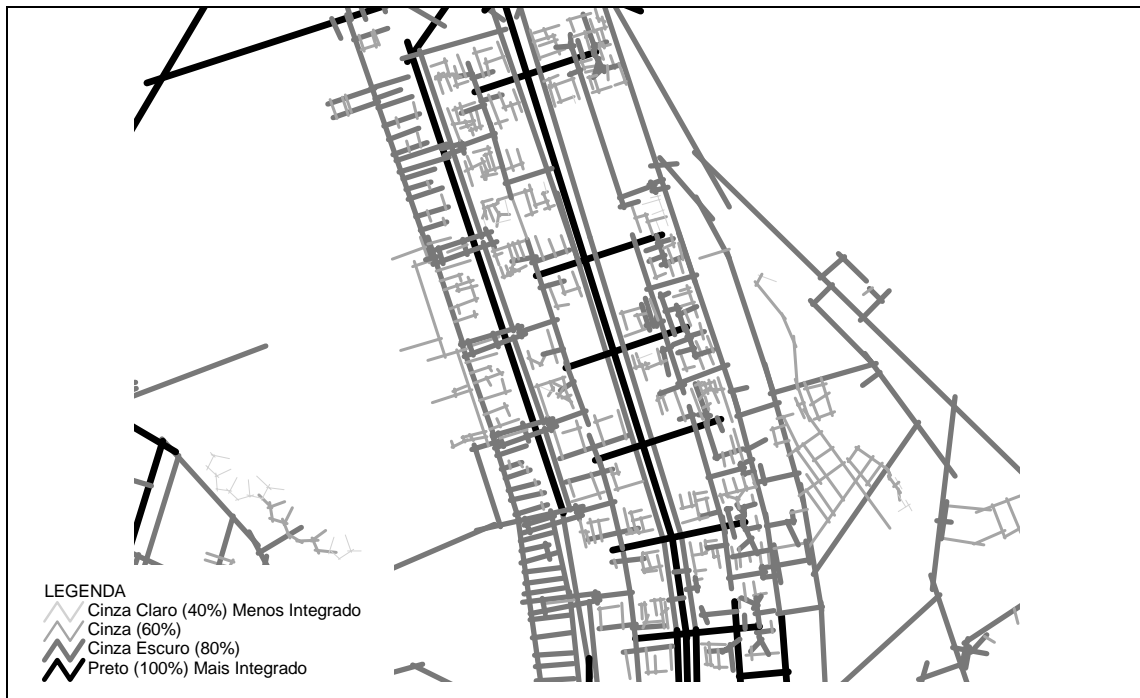 LEGENDA
Cinza Claro (40%) Menos Integrado
Cinza (60%)
Cinza Escuro (80%)
Preto (100%) Mais Integrado